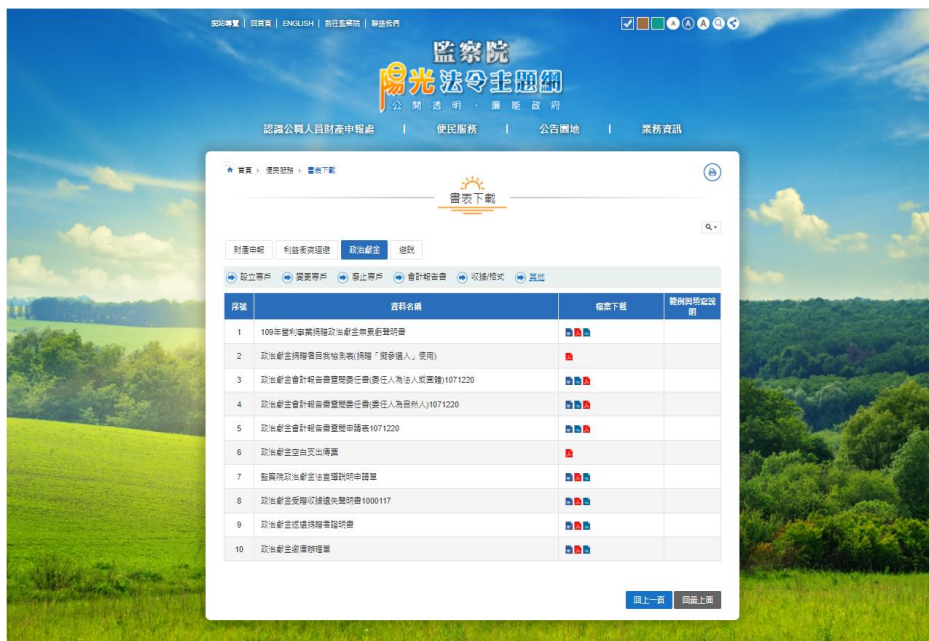 網站導覽 | 回首頁 | ENGLISH | 前往監察院 | 聯絡我們
A A A
監察院
陽光法令主題網
公開透明・廉能政府
認識公職人員財產申報處 | 便民服務 | 公告園地 | 業務資訊
首頁 › 便民服務 › 書表下載
書表下載
財產申報 利益衝突迴避 政治獻金 遊說
設立專戶 變更專戶 廢止專戶 會計報告書 收據/格式 其他
序號 資料名稱 檔案下載 範例與填寫說明
1 109年營利事業捐贈政治獻金無累虧聲明書
2 政治獻金捐贈者自我檢測表(捐贈「擬參選人」使用)
3 政治獻金會計報告書查閱委任書(委任人為法人或團體)1071220
4 政治獻金會計報告書查閱委任書(委任人為自然人)1071220
5 政治獻金會計報告書查閱申請表1071220
6 政治獻金空白支出傳票
7 監察院政治獻金法宣導說明申請單
8 政治獻金受贈收據遺失聲明書1000117
9 政治獻金返還捐贈者證明書
10 政治獻金繳庫辦理單
回上一頁 回最上面